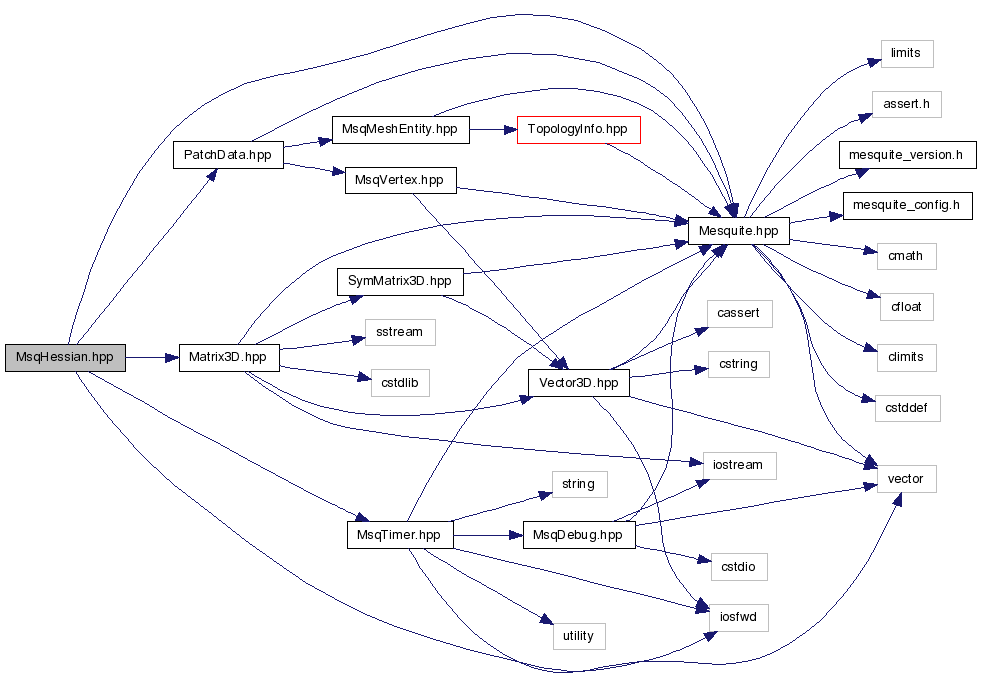 limits
assert.h
MsqMeshEntity.hpp
TopologyInfo.hpp
PatchData.hpp
mesquite_version.h
MsqVertex.hpp
mesquite_config.h
Mesquite.hpp
cmath
SymMatrix3D.hpp
cfloat
cassert
sstream
MsqHessian.hpp
Matrix3D.hpp
climits
cstring
cstdlib
Vector3D.hpp
cstddef
iostream
vector
string
MsqTimer.hpp
MsqDebug.hpp
cstdio
iosfwd
utility